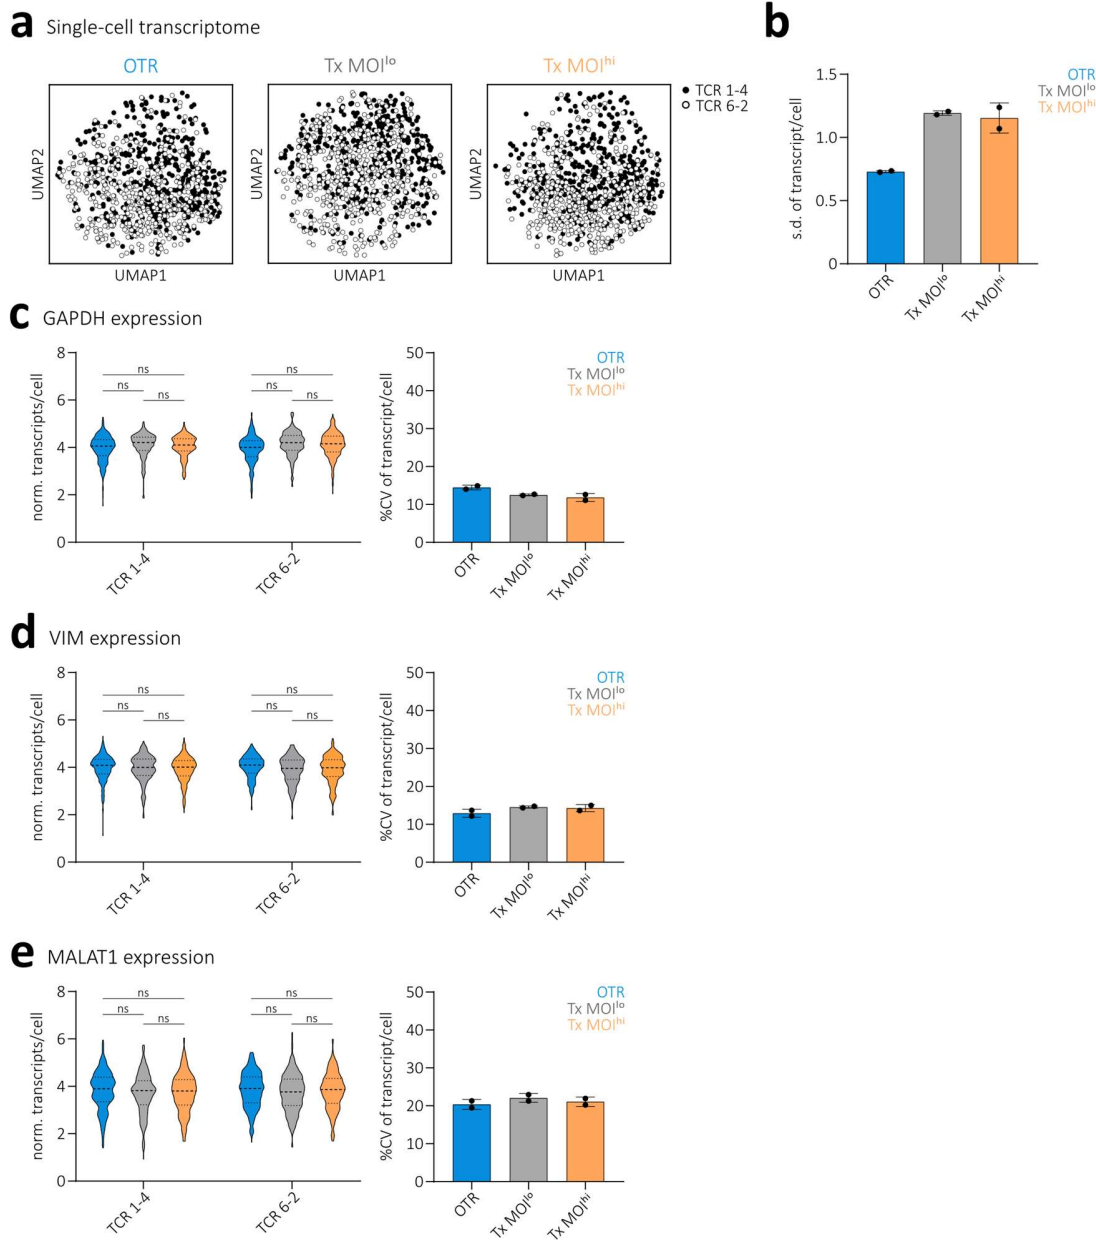 a Single-cell transcriptome
OTR
Tx MOIˡᵒ
Tx MOIʰⁱ
TCR 1-4
TCR 6-2
UMAP2
UMAP1
UMAP2
UMAP1
UMAP2
UMAP1
b
OTR
Tx MOIˡᵒ
Tx MOIʰⁱ
s.d. of transcript/cell
1.5
1.0
0.5
0
OTR
Tx MOIˡᵒ
Tx MOIʰⁱ
c GAPDH expression
norm. transcripts/cell
8
6
4
2
0
ns
ns
ns
ns
ns
ns
TCR 1-4
TCR 6-2
%CV of transcript/cell
50
40
30
20
10
0
OTR
Tx MOIˡᵒ
Tx MOIʰⁱ
OTR
Tx MOIˡᵒ
Tx MOIʰⁱ
d VIM expression
norm. transcripts/cell
8
6
4
2
0
ns
ns
ns
ns
ns
ns
TCR 1-4
TCR 6-2
%CV of transcript/cell
50
40
30
20
10
0
OTR
Tx MOIˡᵒ
Tx MOIʰⁱ
OTR
Tx MOIˡᵒ
Tx MOIʰⁱ
e MALAT1 expression
norm. transcripts/cell
8
6
4
2
0
ns
ns
ns
ns
ns
ns
TCR 1-4
TCR 6-2
%CV of transcript/cell
50
40
30
20
10
0
OTR
Tx MOIˡᵒ
Tx MOIʰⁱ
OTR
Tx MOIˡᵒ
Tx MOIʰⁱ